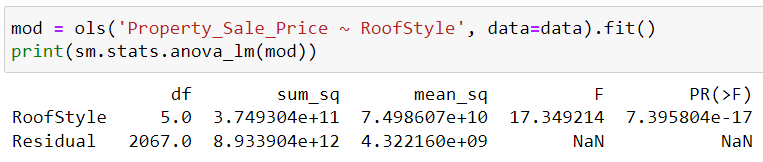 mod = ols('Property_Sale_Price ~ RoofStyle', data=data).fit()
print(sm.stats.anova_lm(mod))
df sum_sq mean_sq F PR(>F)
RoofStyle 5.0 3.749304e+11 7.498607e+10 17.349214 7.395804e-17
Residual 2067.0 8.933904e+12 4.322160e+09 NaN NaN